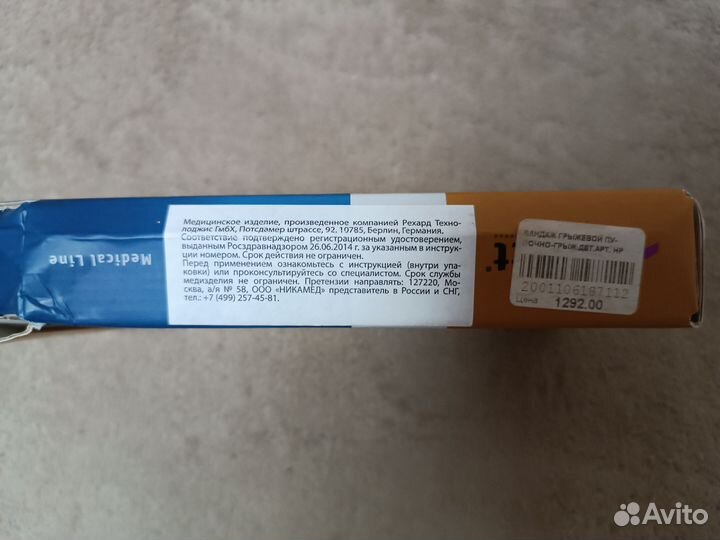 Medical Line
Медицинское изделие, произведенное компанией Рехард Техно-
лоджис ГмбХ, Потсдамер штрассе, 92, 10785, Берлин, Германия.
Соответствие подтверждено регистрационным удостоверением,
выданным Росздравнадзором 26.06.2014 г. за указанным в инструк-
ции номером. Срок действия не ограничен.
Перед применением ознакомьтесь с инструкцией (внутри упа-
ковки) или проконсультируйтесь со специалистом. Срок службы
медизделия не ограничен. Претензии направлять: 127220, Мо-
сква, а/я № 58, ООО «НИКАМЕД» представитель в России и СНГ,
тел.: +7 (499) 257-45-81.
БАНДАЖ ГРЫЖЕВОЙ ПУ-
ПОЧНО-ГРЫЖ.ДЕТ.АРТ. HP
2001106187112
Цена 1292.00
t
Avito